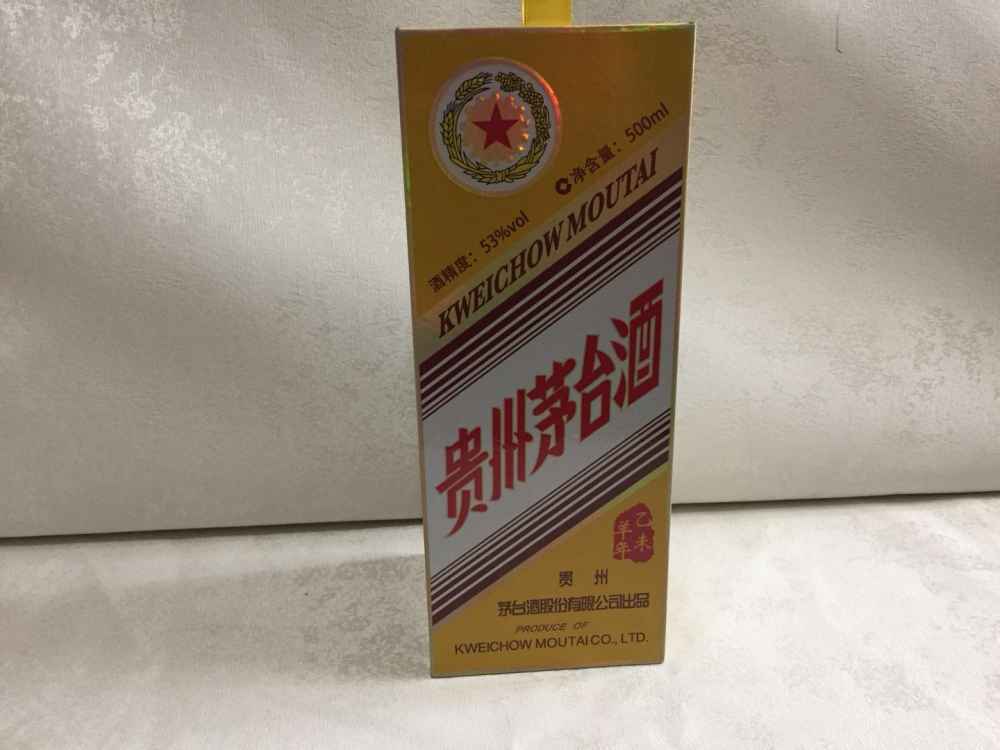 酒精度：53%vol
净含量：500ml
KWEICHOW MOUTAI
贵州茅台酒
乙未
羊年
贵 州
茅台酒股份有限公司出品
PRODUCE OF
KWEICHOW MOUTAI CO., LTD.